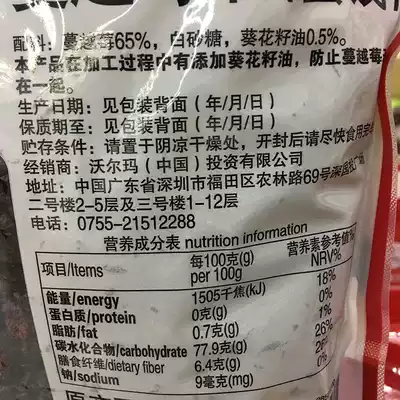 配料：蔓越莓65%，白砂糖，葵花籽油0.5%。
本产品在加工过程中有添加葵花籽油，防止蔓越莓
在一起。
生产日期：见包装背面（年/月/日）
保质期至：见包装背面（年/月/日）
贮存条件：请置于阴凉干燥处，开封后请尽快食用完
经销商：沃尔玛（中国）投资有限公司
地址：中国广东省深圳市福田区农林路69号深国投广
二号楼2-5层及三号楼1-12层
电话：0755-21512288
营养成分表 nutrition information
项目/Items 每100克(g) per 100g 营养素参考值% NRV%
能量/energy 1505千焦(kJ) 18%
蛋白质/protein 0克(g) 0%
脂肪/fat 0.7克(g) 1%
碳水化合物/carbohydrate 77.9克(g) 26%
膳食纤维/dietary fiber 6.4克(g) 26%
钠/sodium 9毫克(mg) 0%